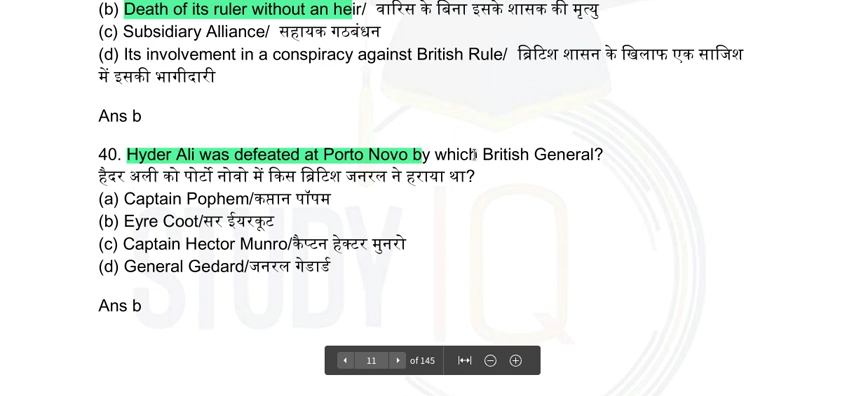 (b) Death of its ruler without an heir/ वारिस के बिना इसके शासक की मृत्यु
(c) Subsidiary Alliance/ सहायक गठबंधन
(d) Its involvement in a conspiracy against British Rule/ ब्रिटिश शासन के खिलाफ एक साजिश
में इसकी भागीदारी
Ans b
40. Hyder Ali was defeated at Porto Novo by which British General?
हैदर अली को पोर्टो नोवो में किस ब्रिटिश जनरल ने हराया था?
(a) Captain Pophem/कप्तान पॉपम
(b) Eyre Coot/सर ईयरकूट
(c) Captain Hector Munro/कैप्टन हेक्टर मुनरो
(d) General Gedard/जनरल गेडार्ड
Ans b
STUDY IQ
11 of 145